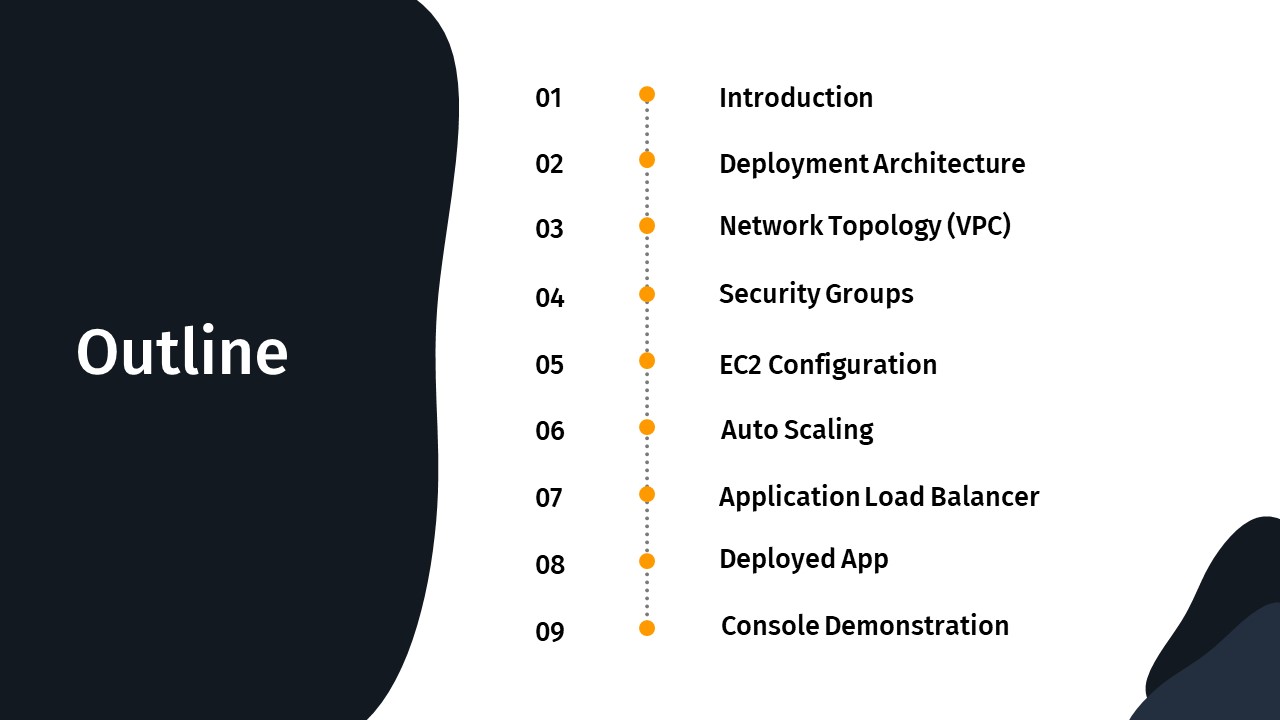 Outline
01 Introduction
02 Deployment Architecture
03 Network Topology (VPC)
04 Security Groups
05 EC2 Configuration
06 Auto Scaling
07 Application Load Balancer
08 Deployed App
09 Console Demonstration